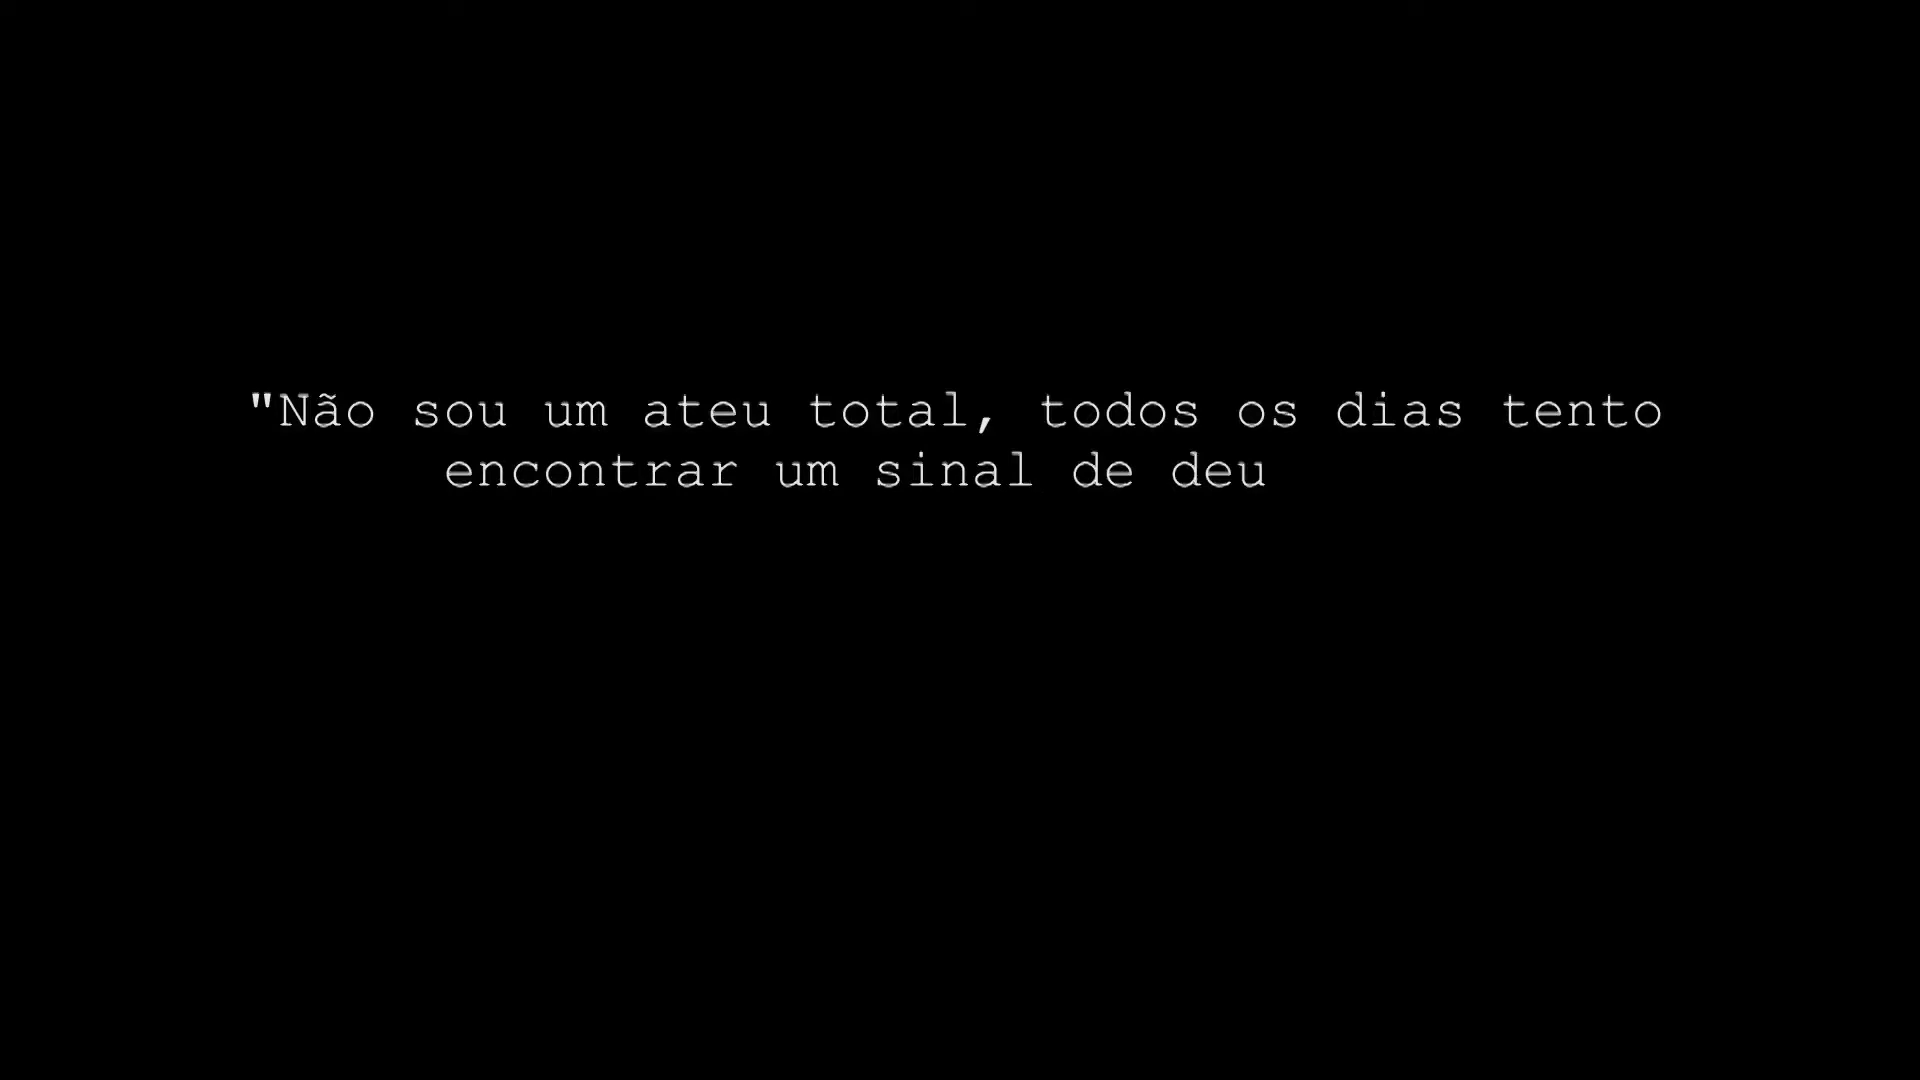 "Não sou um ateu total, todos os dias tento
encontrar um sinal de deu